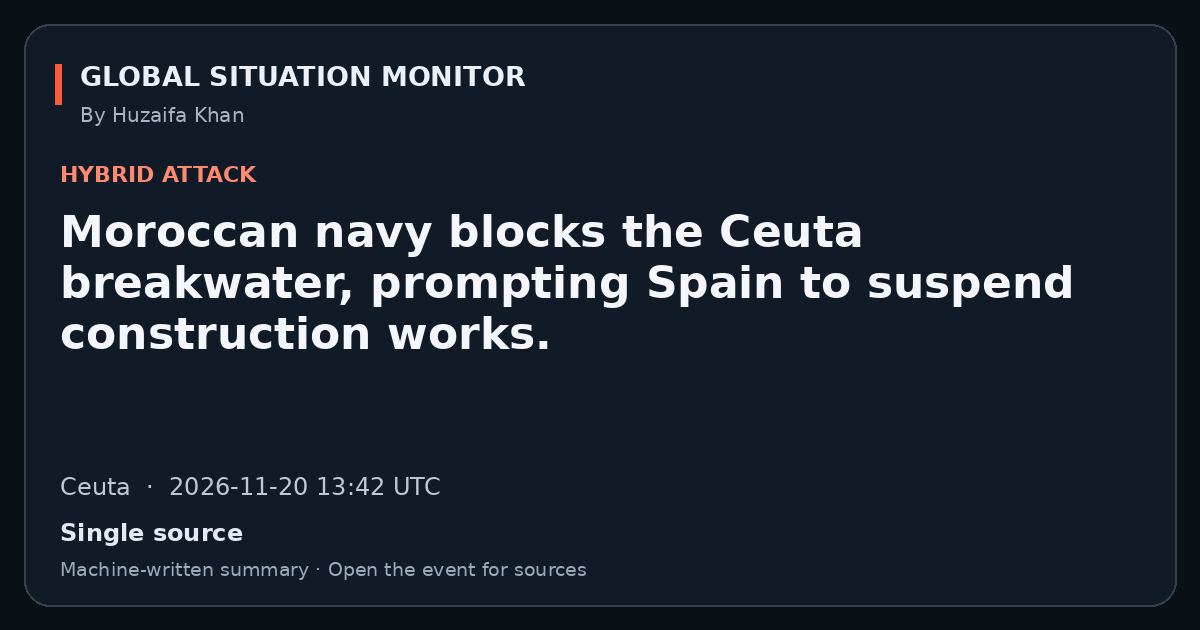 GLOBAL SITUATION MONITOR
By Huzaifa Khan
HYBRID ATTACK
Moroccan navy blocks the Ceuta
breakwater, prompting Spain to suspend
construction works.
Ceuta · 2026-11-20 13:42 UTC
Single source
Machine-written summary · Open the event for sources